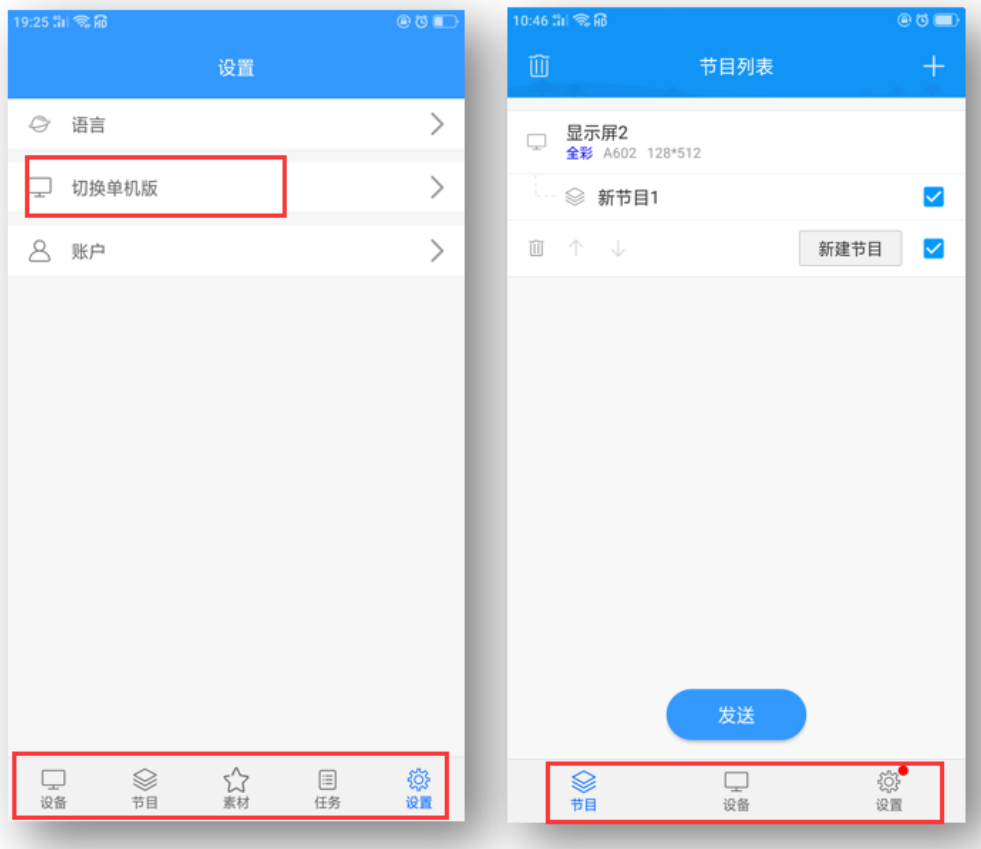 19:25
HD
设置
语言
切换单机版
账户
设备
节目
素材
任务
设置
10:46
HD
节目列表
显示屏2
全彩 A602 128*512
新节目1
新建节目
发送
节目
设备
设置